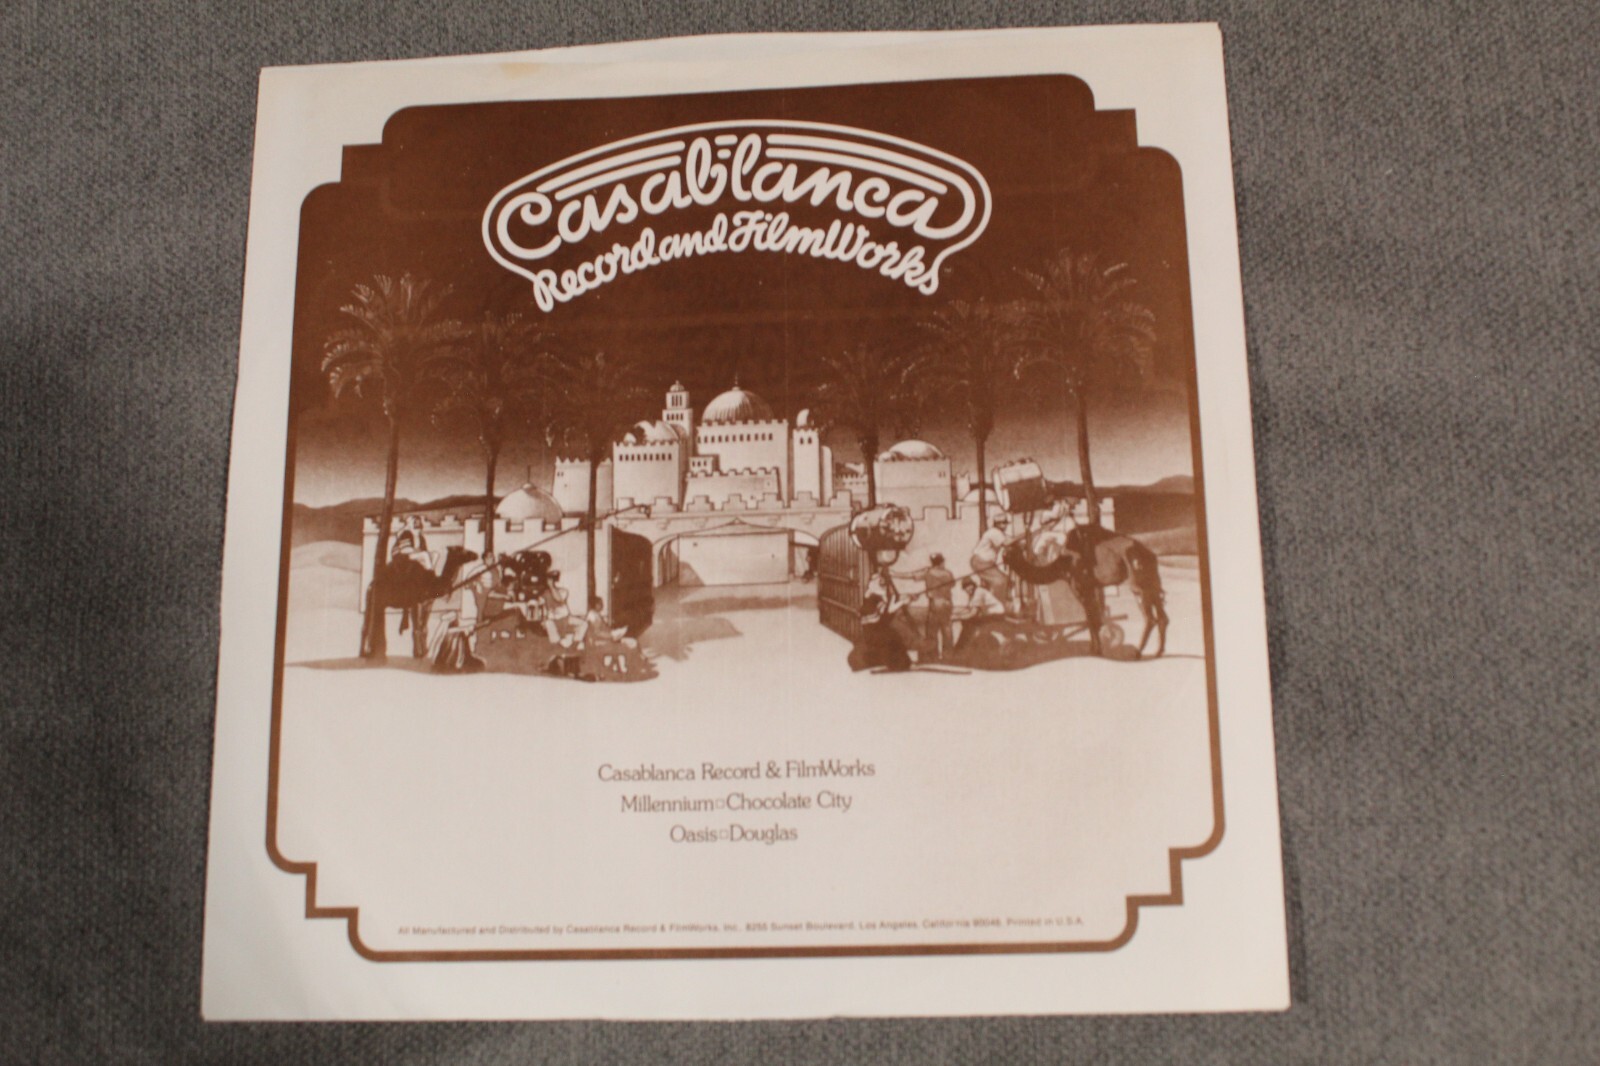 Casablanca
Record and FilmWorks
Casablanca Record & FilmWorks
Millennium□Chocolate City
Oasis□Douglas
All Manufactured and Distributed by Casablanca Record & FilmWorks, Inc., 8255 Sunset Boulevard, Los Angeles, California 90046. Printed in U.S.A.